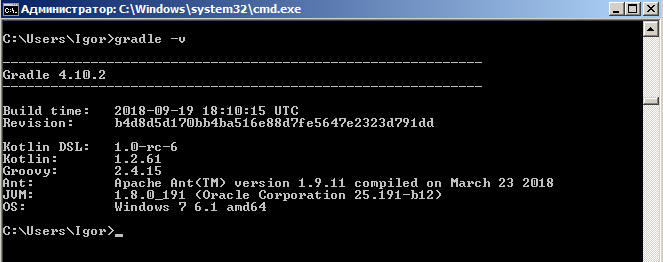 Администратор: C:\Windows\system32\cmd.exe
C:\Users\Igor>gradle -v
------------------------------------------------------------
Gradle 4.10.2
------------------------------------------------------------
Build time:   2018-09-19 18:10:15 UTC
Revision:     b4d8d5d170bb4ba516e88d7fe5647e2323d791dd
Kotlin DSL:   1.0-rc-6
Kotlin:       1.2.61
Groovy:       2.4.15
Ant:          Apache Ant(TM) version 1.9.11 compiled on March 23 2018
JVM:          1.8.0_191 (Oracle Corporation 25.191-b12)
OS:           Windows 7 6.1 amd64
C:\Users\Igor>_